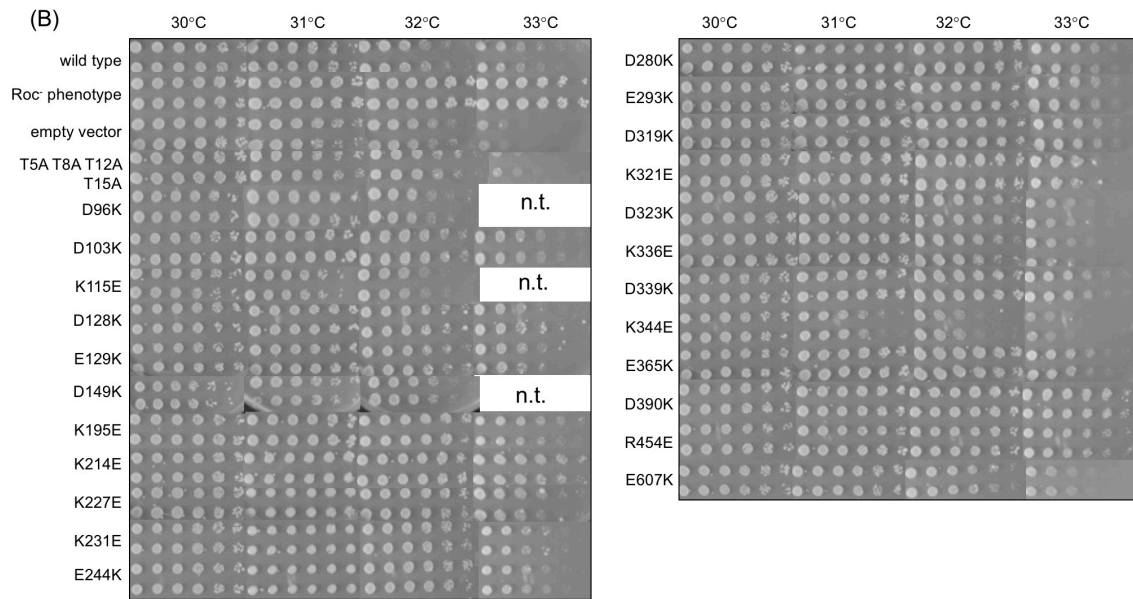 (B)
30°C 31°C 32°C 33°C
wild type
Roc- phenotype
empty vector
T5A T8A T12A
T15A
D96K
n.t.
D103K
K115E
n.t.
D128K
E129K
D149K
n.t.
K195E
K214E
K227E
K231E
E244K
30°C 31°C 32°C 33°C
D280K
E293K
D319K
K321E
D323K
K336E
D339K
K344E
E365K
D390K
R454E
E607K